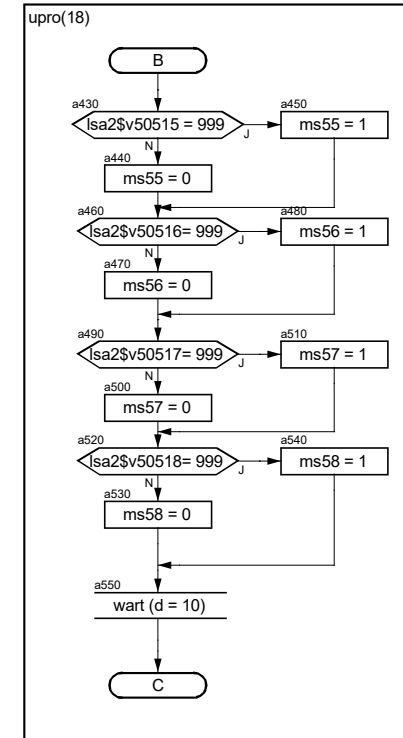 upro(18)
B
a430
lsa2$v50515 = 999
J
a450
ms55 = 1
N
a440
ms55 = 0
a460
lsa2$v50516= 999
J
a480
ms56 = 1
N
a470
ms56 = 0
a490
lsa2$v50517= 999
J
a510
ms57 = 1
N
a500
ms57 = 0
a520
lsa2$v50518= 999
J
a540
ms58 = 1
N
a530
ms58 = 0
a550
wart (d = 10)
C